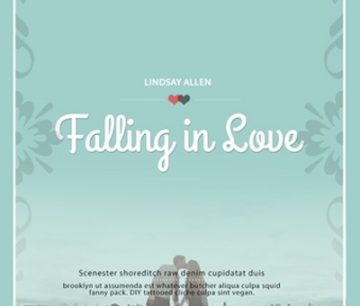 LINDSAY ALLEN
Falling in Love
Scenester shoreditch raw denim cupidatat duis
brooklyn ut assumenda est whatever butcher aliqua culpa squid
fanny pack. DIY tattooed cliche culpa sint vegan.